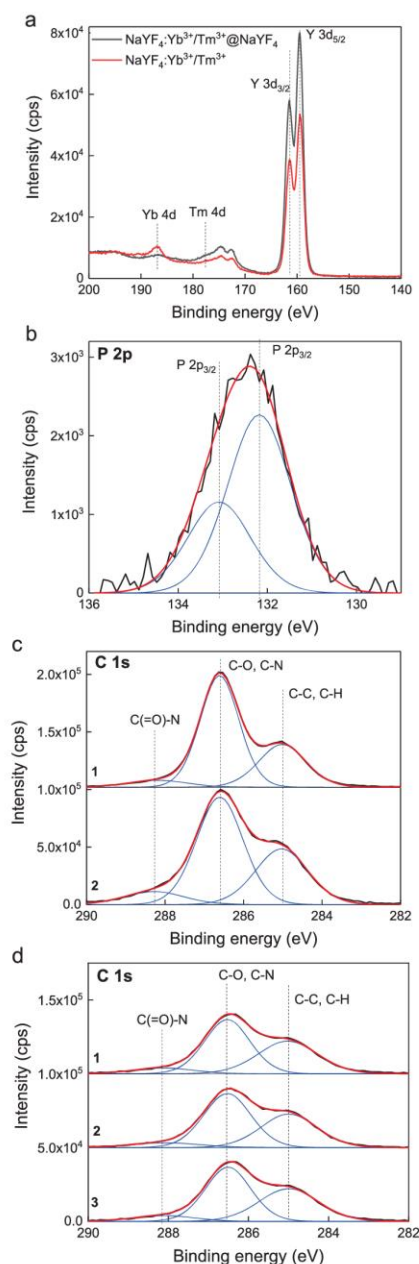 a
NaYF₄:Yb³⁺/Tm³⁺@NaYF₄
NaYF₄:Yb³⁺/Tm³⁺
Y 3d₅/₂
Y 3d₃/₂
Yb 4d
Tm 4d
8x10⁴
6x10⁴
4x10⁴
2x10⁴
0
Intensity (cps)
200 190 180 170 160 150 140
Binding energy (eV)
b
P 2p
P 2p₃/₂
P 2p₃/₂
3x10³
2x10³
1x10³
0
Intensity (cps)
136 134 133 132 130
Binding energy (eV)
c
C 1s
C-O, C-N
C(=O)-N
C-C, C-H
2.0x10⁵
1.0x10⁵
5.0x10⁴
0.0
1
2
Intensity (cps)
290 288 286 284 282
Binding energy (eV)
d
C 1s
C-O, C-N
C(=O)-N
C-C, C-H
1.5x10⁵
1.0x10⁵
5.0x10⁴
0.0
1
2
3
Intensity (cps)
290 288 286 285 284 282
Binding energy (eV)